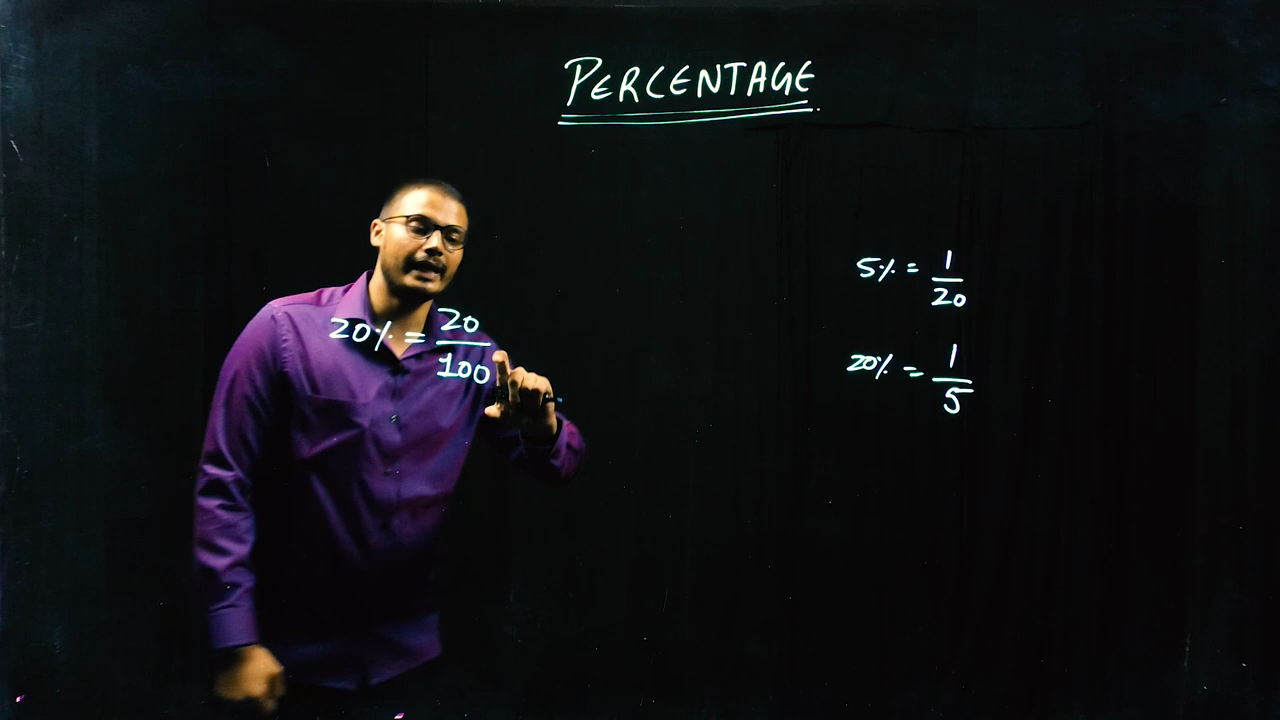 PERCENTAGE
20% = 20/100
5% = 1/20
20% = 1/5